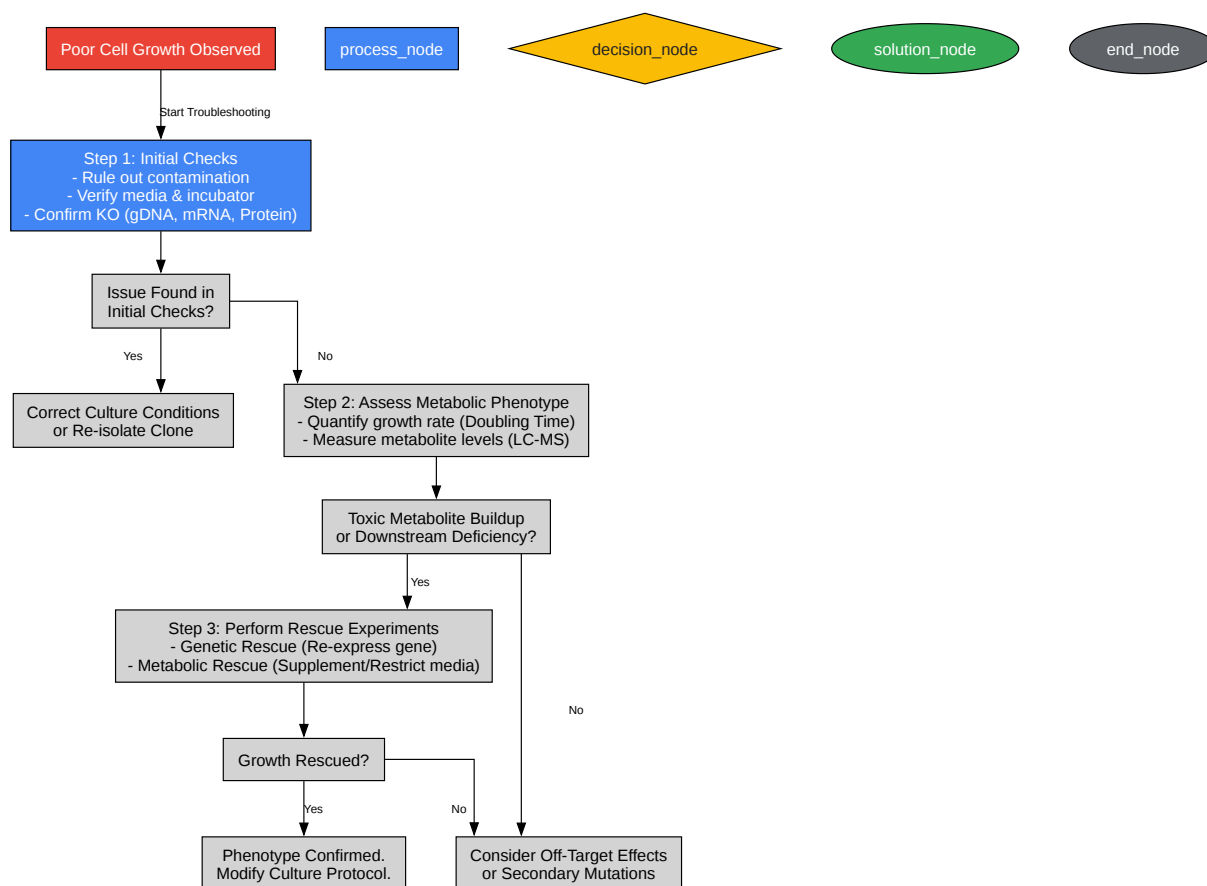 Poor Cell Growth Observed
process_node
decision_node
solution_node
end_node
Start Troubleshooting
Step 1: Initial Checks
- Rule out contamination
- Verify media & incubator
- Confirm KO (gDNA, mRNA, Protein)
Issue Found in
Initial Checks?
Yes
No
Correct Culture Conditions
or Re-isolate Clone
Step 2: Assess Metabolic Phenotype
- Quantify growth rate (Doubling Time)
- Measure metabolite levels (LC-MS)
Toxic Metabolite Buildup
or Downstream Deficiency?
Yes
Step 3: Perform Rescue Experiments
- Genetic Rescue (Re-express gene)
- Metabolic Rescue (Supplement/Restrict media)
No
Growth Rescued?
Yes
No
Phenotype Confirmed.
Modify Culture Protocol.
Consider Off-Target Effects
or Secondary Mutations